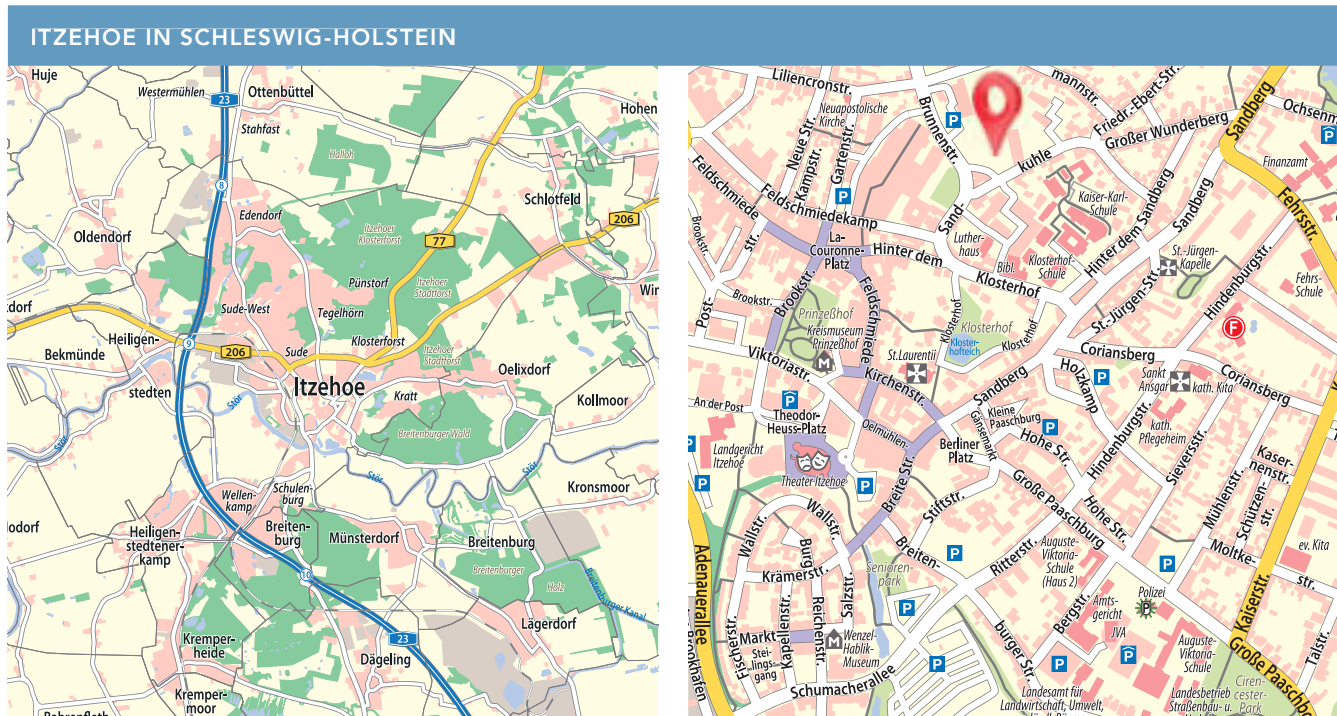 ITZEHOE IN SCHLESWIG-HOLSTEIN
Huje
Westermühlen
23
Ottenbüttel
Stahfast
Hohen
Halloh
8
Schlotfeld
Edendorf
206
Oldendorf
Itzehoer
Klosterforst
77
Pünstorf
Itzehoer
Stadtforst
Sude-West
Tegelhörn
dorf
Heiligen-
stedten
9
Bekmünde
206
Sude
Klosterforst
Itzehoer
Stadtforst
Itzehoe
Oelixdorf
Kratt
Kollmoor
Stör
Stör
Breitenburger Wald
Stör
Stör
Kronsmoor
Wellen-
kamp
Schulen-
burg
Heiligen-
stedtener-
kamp
Breiten-
burg
Münsterdorf
Breitenburg
10
Breitenburger
Holz
Breitenburger Kanal
Lägerdorf
23
Kremper-
heide
Dägeling
Kremper-
moor
Liliencronstr.
Neuapostolische
Kirche
Brunnenstr.
P
mannstr.
Friedr.-Ebert-Str.
Großer Wunderberg
Sandberg
Ochsenm
P
Finanzamt
Neue Str.
Kampstr.
Gartenstr.
P
Sand-
kuhle
Feldschmiede
Feldschmiedekamp
Kaiser-Karl-
Schule
Sandberg
Hinter dem Sandberg
Fehrsstr.
Brookstr.
str.
La-
Couronne-
Platz
Hinter dem
Klosterhof
Luther-
haus
Bibl.
Klosterhof-
Schule
St.-Jürgen-
Kapelle
Hindenburgstr.
Fehrs-
Schule
Post-
Brookstr.
Brookstr.
Feldschmiede
Prinzeßhof
Kreismuseum
Prinzeßhof
M
Klosterhof
Klosterhof
Kloster-
hofteich
Klosterhof
St.-Jürgen-Str.
F
Viktoriastr.
St.Laurentii
Kirchenstr.
Sandberg
Coriansberg
Coriansberg
Holzkamp
P
Sankt
Ansgar
kath. Kita
An der Post
P
Theodor-
Heuss-Platz
Oelmühlen-
Kleine
Paaschburg
Gänsemarkt
P
Hohe Str.
Hindenburgstr.
kath.
Pflegeheim
Sieversstr.
P
Landgericht
Itzehoe
P
Theater Itzehoe
P
Berliner
Platz
Breite Str.
Stiftstr.
Große Paaschburg
Hohe Str.
Mühlenstr.
Kaser-
nenstr.
Schützen-
str.
Adenauerallee
Wallstr.
Wallstr.
Burg
Breiten-
burger Str.
P
Ritterstr.
Auguste-
Viktoria-
Schule
(Haus 2)
P
Moltke-
str.
P
ev. Kita
Krämerstr.
Senioren-
park
P
Bergstr.
Amts-
gericht
JVA
Polizei
P
Kaiserstr.
Fischerstr.
Markt
Stei-
lings-
gang
Kapellenstr.
Reichenstr.
Salzstr.
M
Wenzel-
Hablik-
Museum
P
P
P
Auguste-
Viktoria-
Schule
Große Paaschb
Talstr.
Brookhafen
Schumacherallee
Landesamt für
Landwirtschaft, Umwelt,
Landesbetrieb
Straßenbau- u.
Ciren-
cester-
Park